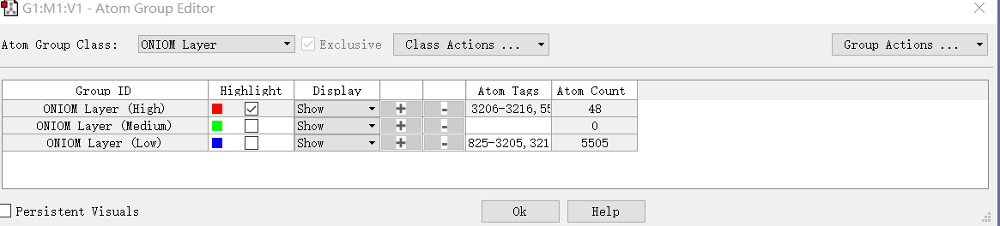 G1:M1:V1 - Atom Group Editor
Atom Group Class: ONIOM Layer Exclusive Class Actions ... Group Actions ...
Group ID Highlight Display Atom Tags Atom Count
ONIOM Layer (High) Show + - 3206-3216,55 48
ONIOM Layer (Medium) Show + - 0
ONIOM Layer (Low) Show + - 825-3205,321 5505
Persistent Visuals Ok Help